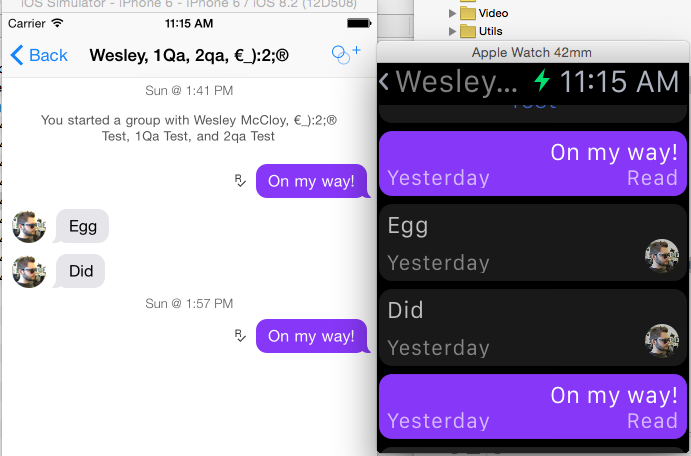 iOS Simulator - iPhone 6 - iPhone 6 / iOS 8.2 (12D508)
Carrier
11:15 AM
Back
Wesley, 1Qa, 2qa, €_):2;®
Sun @ 1:41 PM
You started a group with Wesley McCloy, €_):2;®
Test, 1Qa Test, and 2qa Test
R
On my way!
Egg
Did
Sun @ 1:57 PM
R
On my way!
Video
Utils
Apple Watch 42mm
Wesley...
11:15 AM
Test
On my way!
Yesterday
Read
Egg
Yesterday
Did
Yesterday
On my way!
Yesterday
Read